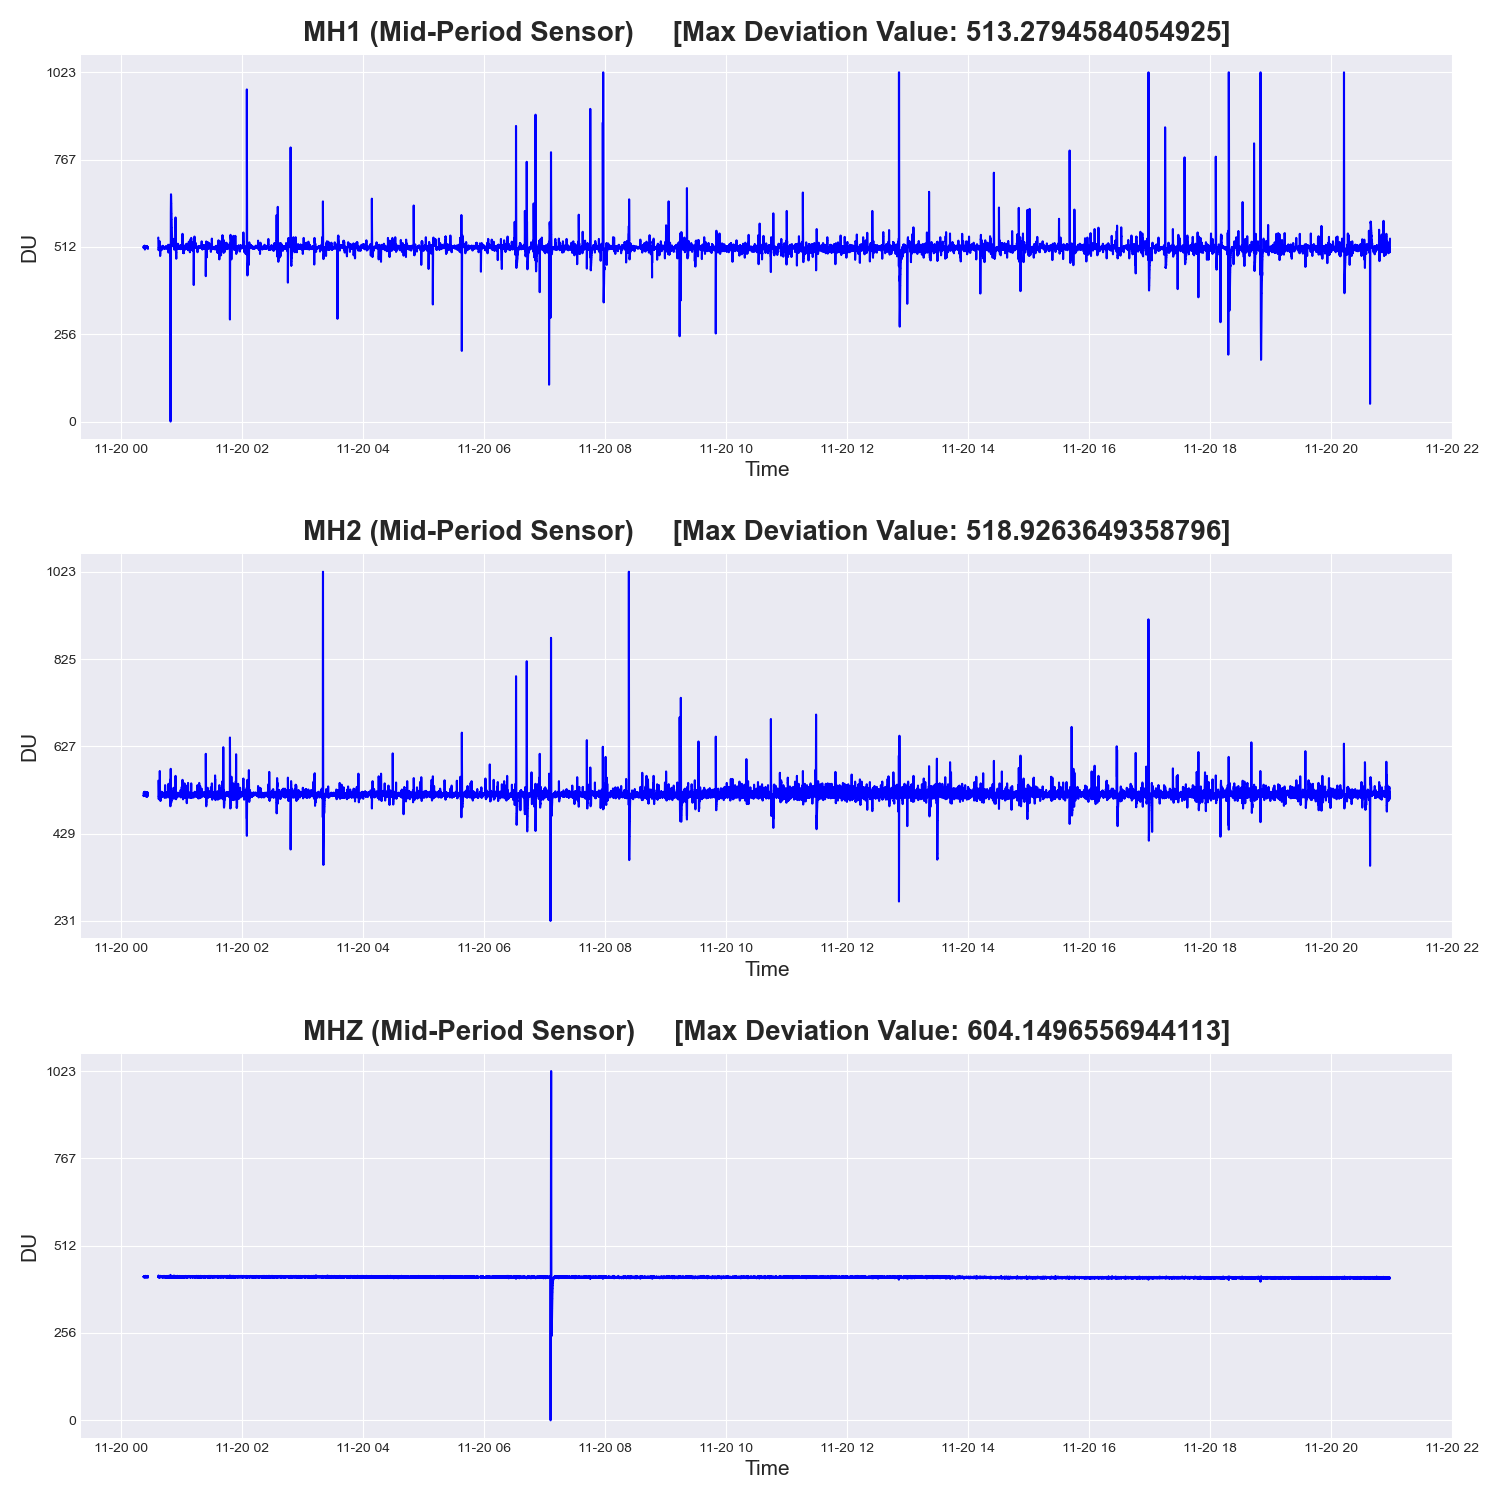 MH1 (Mid-Period Sensor) [Max Deviation Value: 513.2794584054925]
1023
767
512
256
0
DU
11-20 00 11-20 02 11-20 04 11-20 06 11-20 08 11-20 10 11-20 12 11-20 14 11-20 16 11-20 18 11-20 20 11-20 22
Time
MH2 (Mid-Period Sensor) [Max Deviation Value: 518.9263649358796]
1023
825
627
429
231
DU
11-20 00 11-20 02 11-20 04 11-20 06 11-20 08 11-20 10 11-20 12 11-20 14 11-20 16 11-20 18 11-20 20 11-20 22
Time
MHZ (Mid-Period Sensor) [Max Deviation Value: 604.1496556944113]
1023
767
512
256
0
DU
11-20 00 11-20 02 11-20 04 11-20 06 11-20 08 11-20 10 11-20 12 11-20 14 11-20 16 11-20 18 11-20 20 11-20 22
Time